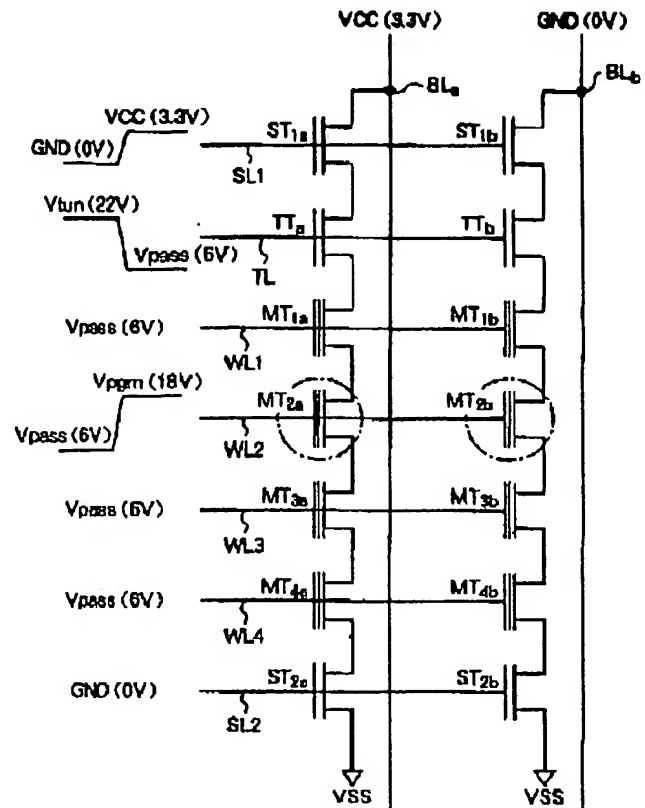 VCC (3.3V) GND (0V)
BLa BLb
VCC (3.3V)
GND (0V) ST1a ST1b
SL1
Vtun (22V)
TTa TTb
Vpass (6V)
TL
MT1a MT1b
Vpass (6V)
WL1
Vpgm (18V)
MT2a MT2b
Vpass (6V) WL2
MT3a MT3b
Vpass (6V)
WL3
MT4a MT4b
Vpass (6V)
WL4
ST2a ST2b
GND (0V)
SL2
VSS VSS